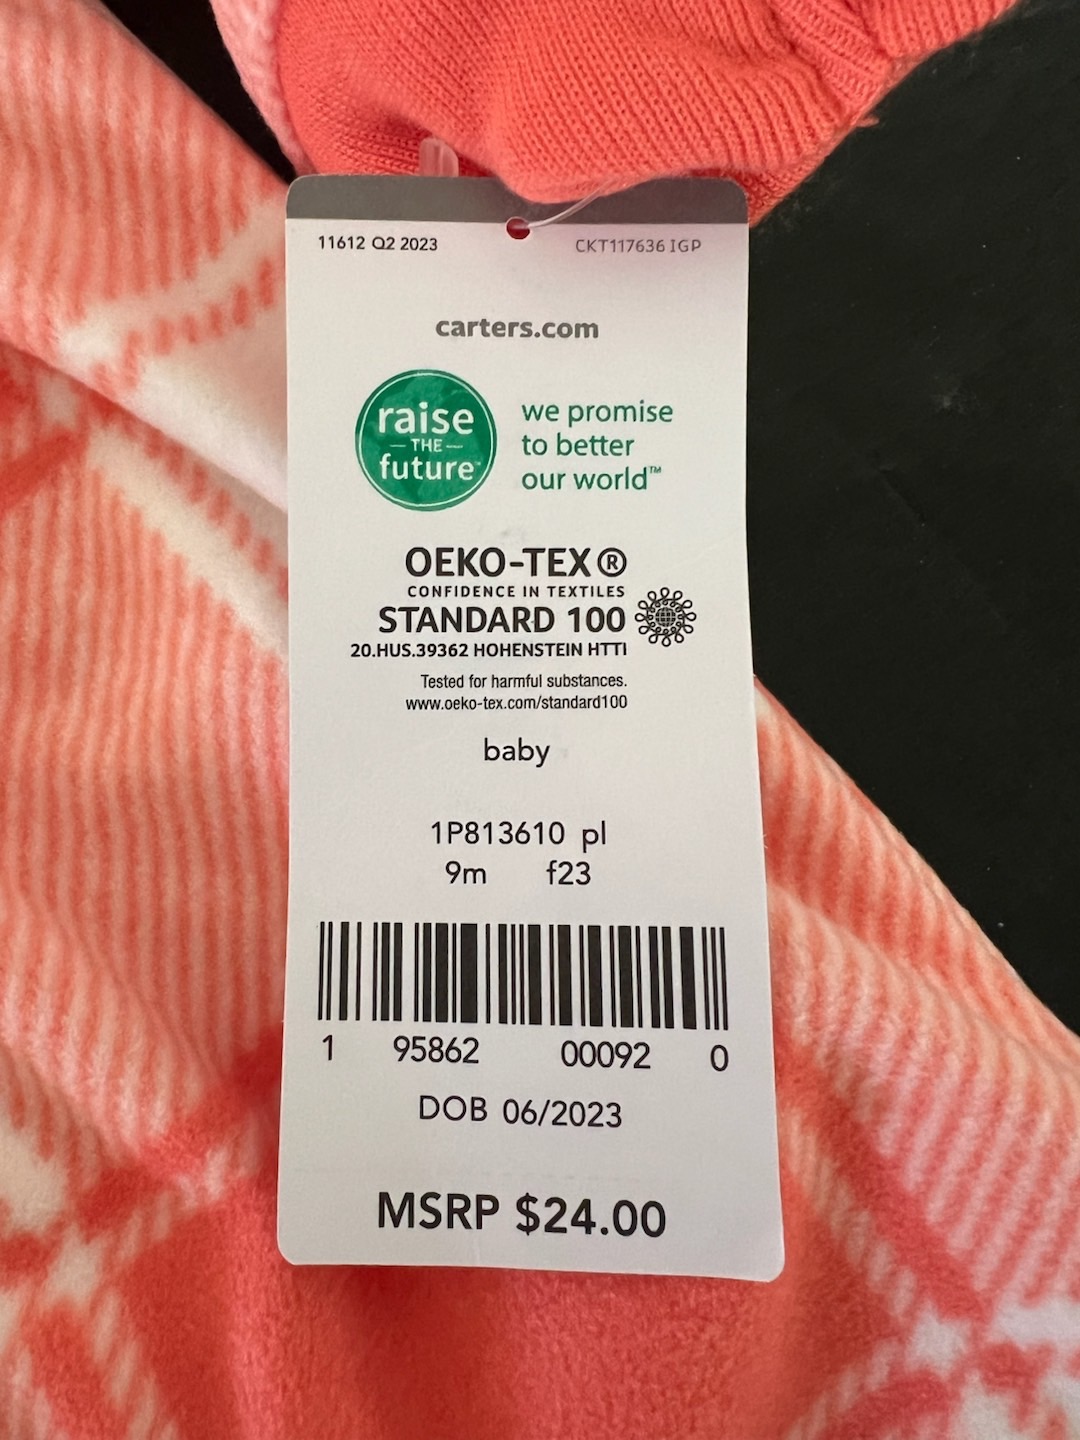 11612 Q2 2023
CKT117636 IGP
carters.com
raise
THE
future™
we promise
to better
our world™
OEKO-TEX®
CONFIDENCE IN TEXTILES
STANDARD 100
20.HUS.39362 HOHENSTEIN HTTI
Tested for harmful substances.
www.oeko-tex.com/standard100
baby
1P813610 pl
9m f23
1 95862 00092 0
DOB 06/2023
MSRP $24.00